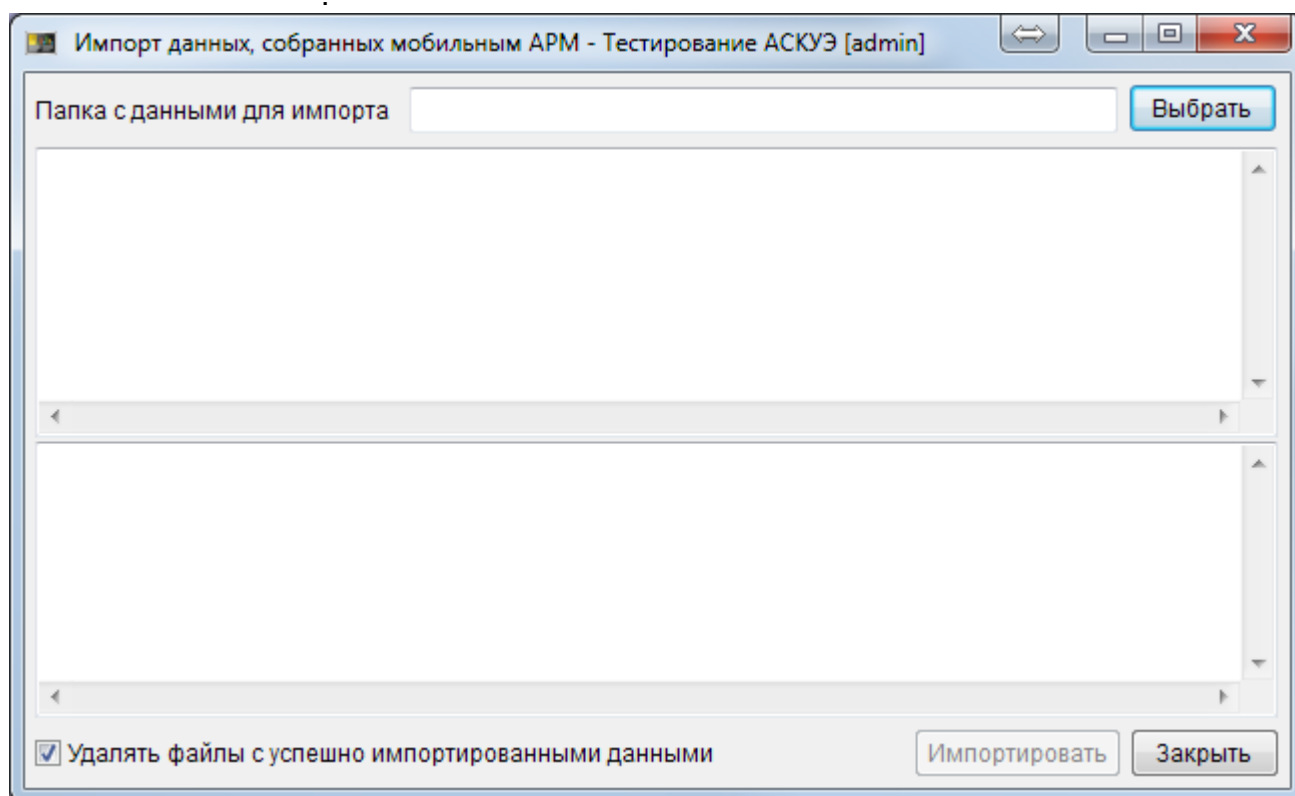 Импорт данных, собранных мобильным АРМ - Тестирование АСКУЭ [admin]
Папка с данными для импорта Выбрать
Удалять файлы с успешно импортированными данными Импортировать Закрыть